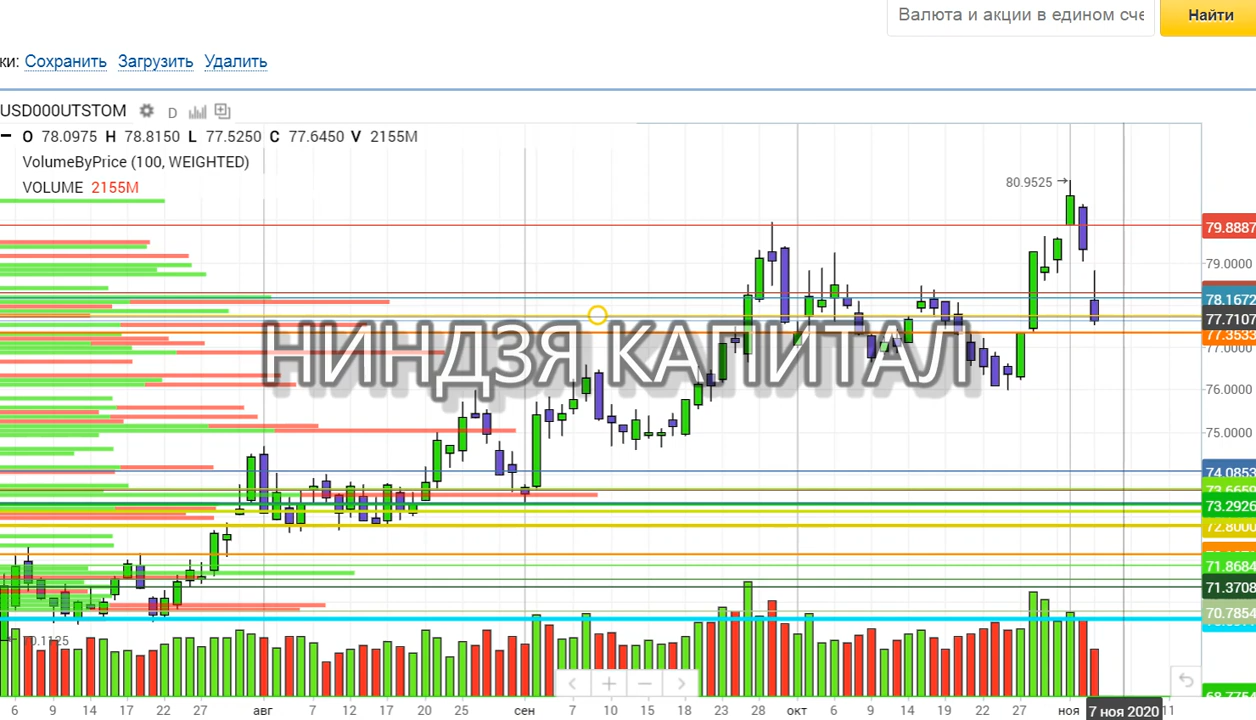 Валюта и акции в едином сче
Найти
ки: Сохранить Загрузить Удалить
USD000UTSTOM D
O 78.0975 H 78.8150 L 77.5250 C 77.6450 V 2155M
VolumeByPrice (100, WEIGHTED)
VOLUME 2155M
80.9525
79.8887
79.0000
78.1672
77.7107
77.3533
77.0000
НИНДЗЯ КАПИТАЛ
76.0000
75.0000
74.0853
73.2926
72.8000
71.8684
71.3708
70.7854
6 9 14 17 22 27 авг 7 12 17 20 25 сен 7 10 15 18 23 28 окт 6 9 14 19 22 27 ноя 7 ноя 2020 11